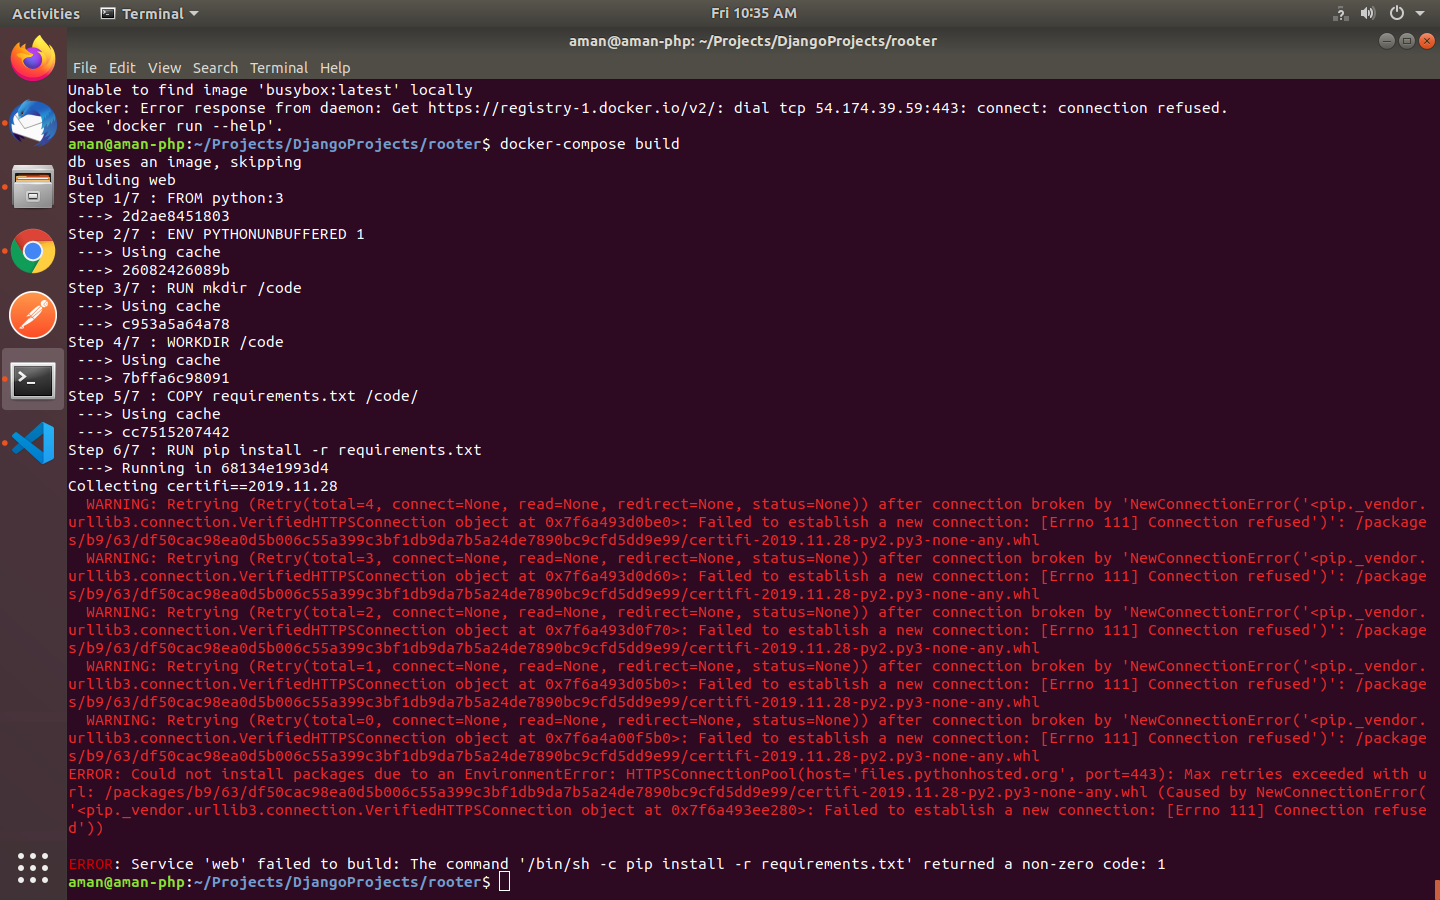 Activities Terminal Fri 10:35 AM
aman@aman-php: ~/Projects/DjangoProjects/rooter
File Edit View Search Terminal Help
Unable to find image 'busybox:latest' locally
docker: Error response from daemon: Get https://registry-1.docker.io/v2/: dial tcp 54.174.39.59:443: connect: connection refused.
See 'docker run --help'.
aman@aman-php:~/Projects/DjangoProjects/rooter$ docker-compose build
db uses an image, skipping
Building web
Step 1/7 : FROM python:3
 ---> 2d2ae8451803
Step 2/7 : ENV PYTHONUNBUFFERED 1
 ---> Using cache
 ---> 26082426089b
Step 3/7 : RUN mkdir /code
 ---> Using cache
 ---> c953a5a64a78
Step 4/7 : WORKDIR /code
 ---> Using cache
 ---> 7bffa6c98091
Step 5/7 : COPY requirements.txt /code/
 ---> Using cache
 ---> cc7515207442
Step 6/7 : RUN pip install -r requirements.txt
 ---> Running in 68134e1993d4
Collecting certifi==2019.11.28
  WARNING: Retrying (Retry(total=4, connect=None, read=None, redirect=None, status=None)) after connection broken by 'NewConnectionError('<pip._vendor.
urllib3.connection.VerifiedHTTPSConnection object at 0x7f6a493d0be0>: Failed to establish a new connection: [Errno 111] Connection refused')': /package
s/b9/63/df50cac98ea0d5b006c55a399c3bf1db9da7b5a24de7890bc9cfd5dd9e99/certifi-2019.11.28-py2.py3-none-any.whl
  WARNING: Retrying (Retry(total=3, connect=None, read=None, redirect=None, status=None)) after connection broken by 'NewConnectionError('<pip._vendor.
urllib3.connection.VerifiedHTTPSConnection object at 0x7f6a493d0d60>: Failed to establish a new connection: [Errno 111] Connection refused')': /package
s/b9/63/df50cac98ea0d5b006c55a399c3bf1db9da7b5a24de7890bc9cfd5dd9e99/certifi-2019.11.28-py2.py3-none-any.whl
  WARNING: Retrying (Retry(total=2, connect=None, read=None, redirect=None, status=None)) after connection broken by 'NewConnectionError('<pip._vendor.
urllib3.connection.VerifiedHTTPSConnection object at 0x7f6a493d0f70>: Failed to establish a new connection: [Errno 111] Connection refused')': /package
s/b9/63/df50cac98ea0d5b006c55a399c3bf1db9da7b5a24de7890bc9cfd5dd9e99/certifi-2019.11.28-py2.py3-none-any.whl
  WARNING: Retrying (Retry(total=1, connect=None, read=None, redirect=None, status=None)) after connection broken by 'NewConnectionError('<pip._vendor.
urllib3.connection.VerifiedHTTPSConnection object at 0x7f6a493d05b0>: Failed to establish a new connection: [Errno 111] Connection refused')': /package
s/b9/63/df50cac98ea0d5b006c55a399c3bf1db9da7b5a24de7890bc9cfd5dd9e99/certifi-2019.11.28-py2.py3-none-any.whl
  WARNING: Retrying (Retry(total=0, connect=None, read=None, redirect=None, status=None)) after connection broken by 'NewConnectionError('<pip._vendor.
urllib3.connection.VerifiedHTTPSConnection object at 0x7f6a4a00f5b0>: Failed to establish a new connection: [Errno 111] Connection refused')': /package
s/b9/63/df50cac98ea0d5b006c55a399c3bf1db9da7b5a24de7890bc9cfd5dd9e99/certifi-2019.11.28-py2.py3-none-any.whl
ERROR: Could not install packages due to an EnvironmentError: HTTPSConnectionPool(host='files.pythonhosted.org', port=443): Max retries exceeded with u
rl: /packages/b9/63/df50cac98ea0d5b006c55a399c3bf1db9da7b5a24de7890bc9cfd5dd9e99/certifi-2019.11.28-py2.py3-none-any.whl (Caused by NewConnectionError(
'<pip._vendor.urllib3.connection.VerifiedHTTPSConnection object at 0x7f6a493ee280>: Failed to establish a new connection: [Errno 111] Connection refuse
d'))
ERROR: Service 'web' failed to build: The command '/bin/sh -c pip install -r requirements.txt' returned a non-zero code: 1
aman@aman-php:~/Projects/DjangoProjects/rooter$